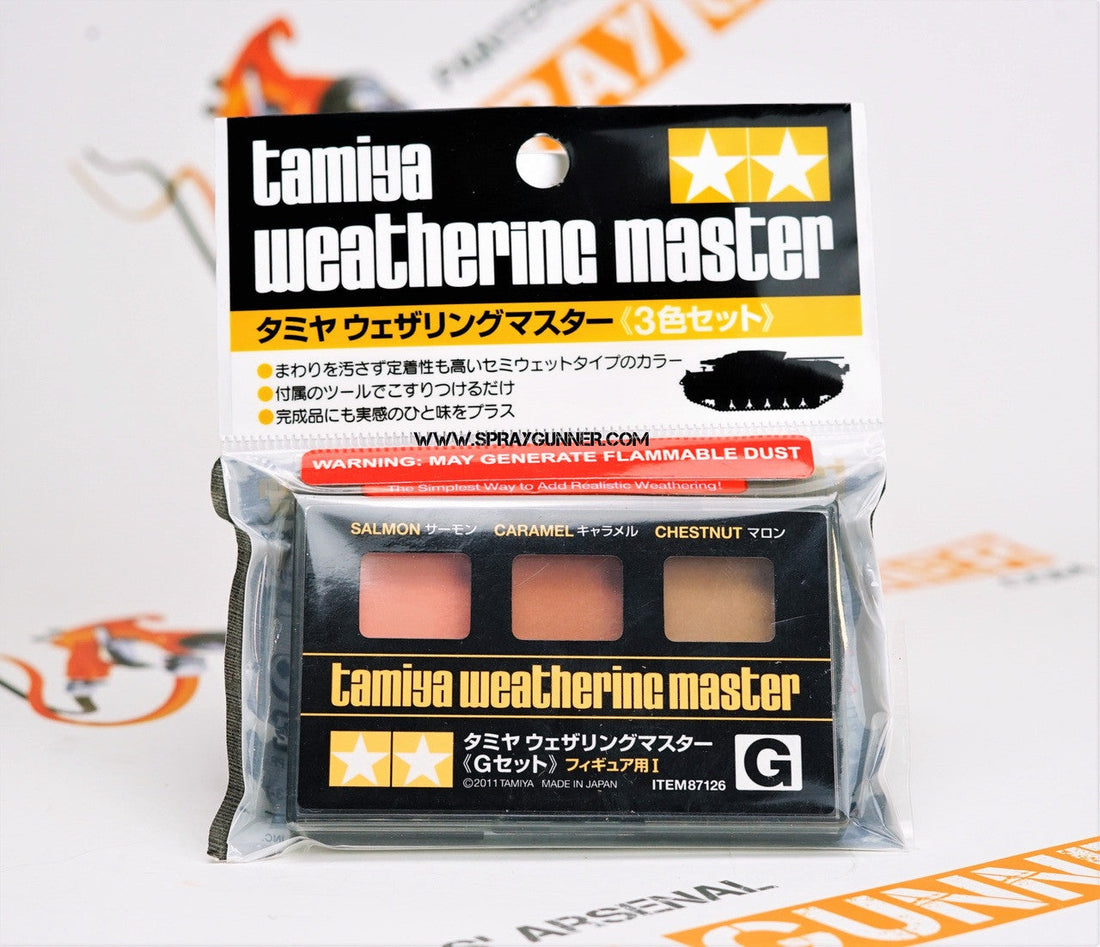 tamiya
weathering master
タミヤ ウェザリングマスター《3色セット》
●まわりを汚さず定着性も高いセミウェットタイプのカラー
●付属のツールでこすりつけるだけ
●完成品にも実感のひと味をプラス
WWW.SPRAYGUNNER.COM
WARNING: MAY GENERATE FLAMMABLE DUST
The Simplest Way to Add Realistic Weathering!
SALMON サーモン CARAMEL キャラメル CHESTNUT マロン
tamiya weathering master
タミヤ ウェザリングマスター
《Gセット》 フィギュア用I
G
©2011 TAMIYA MADE IN JAPAN ITEM 87126
ARSENAL
GUNN